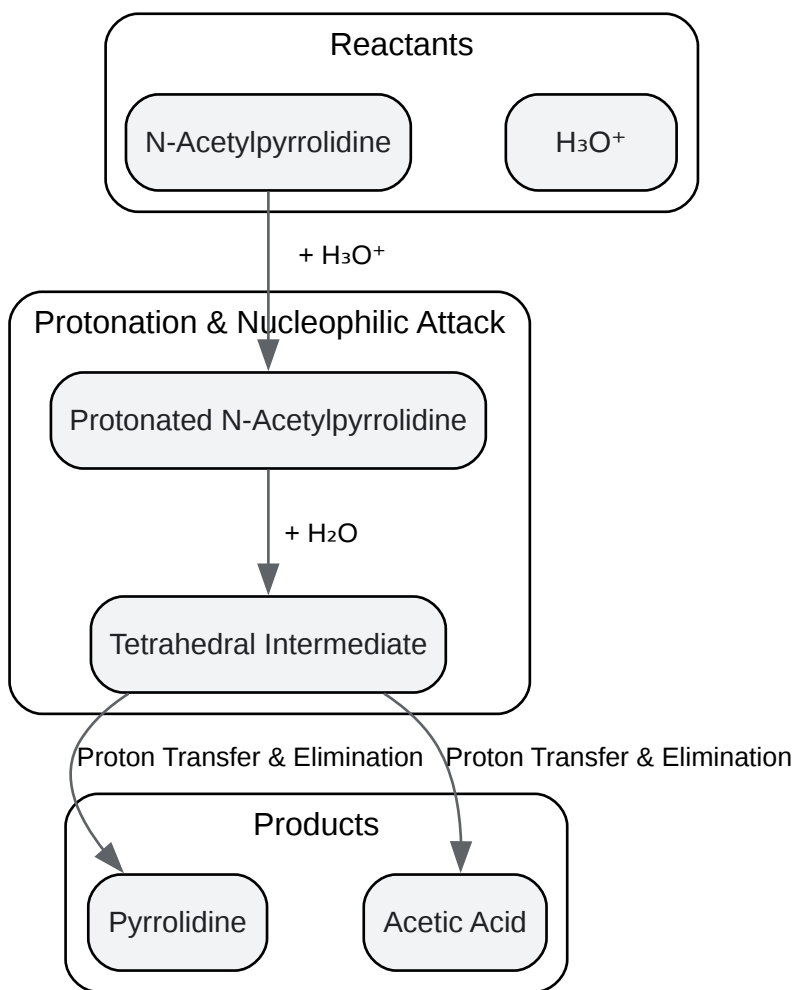 Reactants
N-Acetylpyrrolidine
H₃O⁺
+ H₃O⁺
Protonation & Nucleophilic Attack
Protonated N-Acetylpyrrolidine
+ H₂O
Tetrahedral Intermediate
Proton Transfer & Elimination
Proton Transfer & Elimination
Products
Pyrrolidine
Acetic Acid